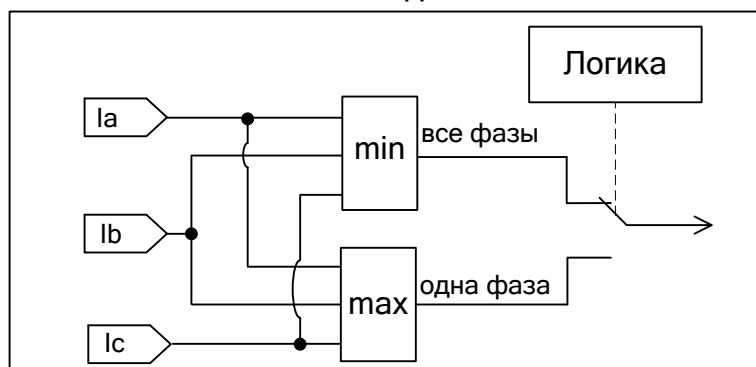 Логика
Ia
min
все фазы
Ib
max
одна фаза
Ic